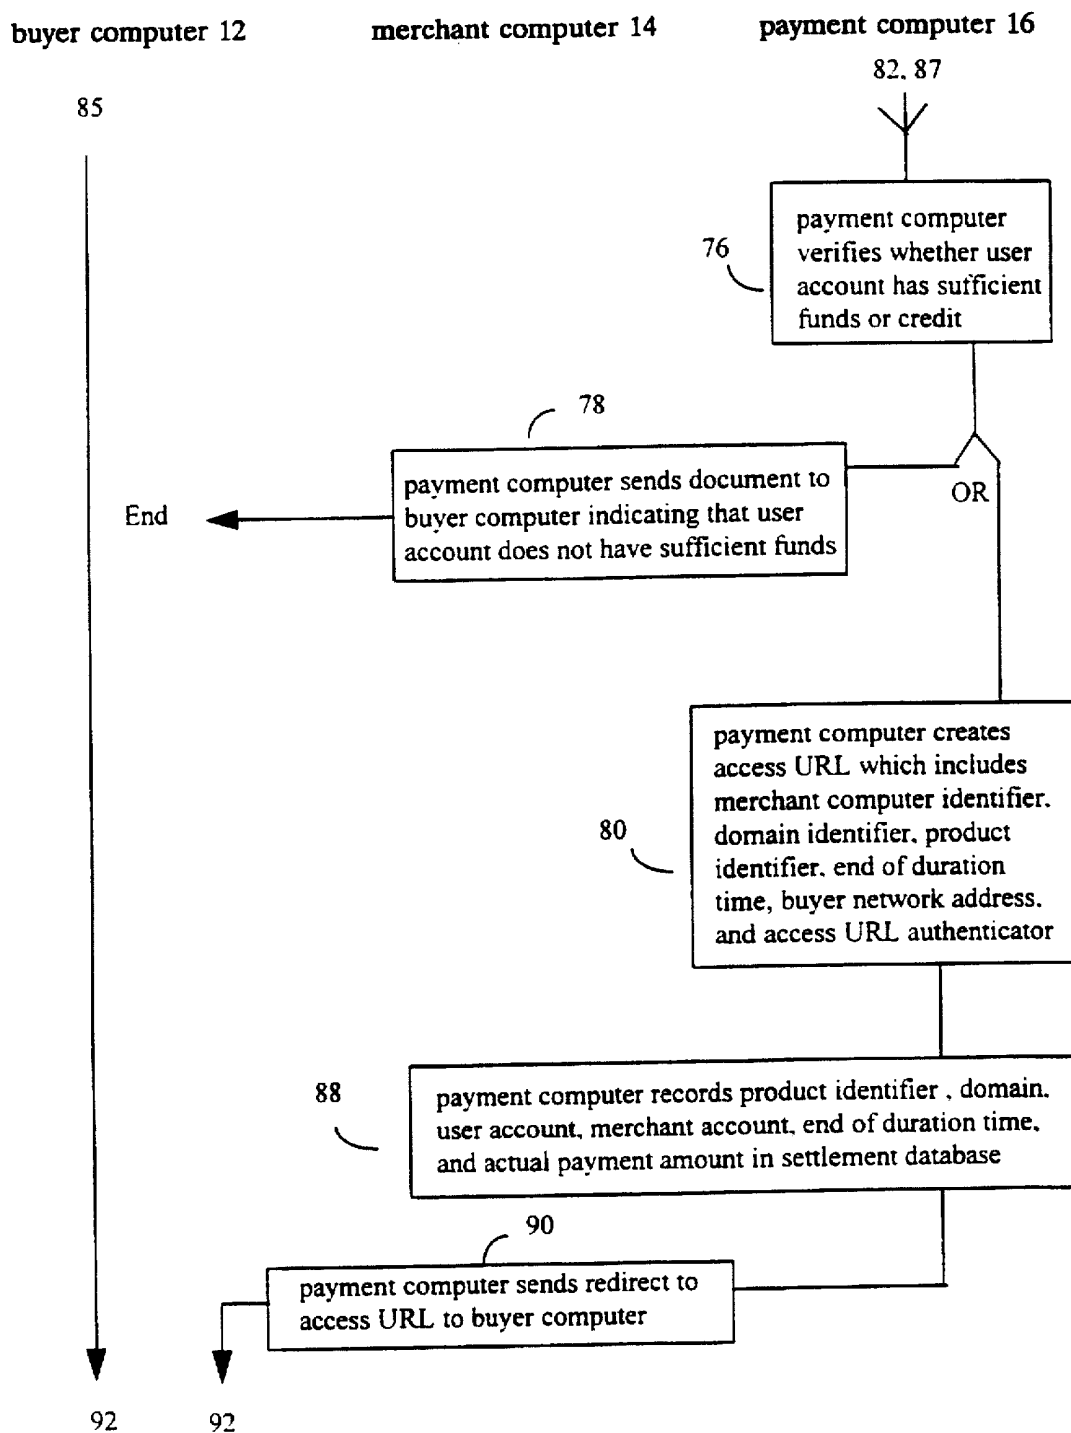 buyer computer 12
merchant computer 14
payment computer 16
82, 87
85
payment computer
verifies whether user
account has sufficient
funds or credit
76
78
payment computer sends document to
buyer computer indicating that user
account does not have sufficient funds
End
OR
payment computer creates
access URL which includes
merchant computer identifier,
domain identifier, product
identifier, end of duration
time, buyer network address,
and access URL authenticator
80
88
payment computer records product identifier , domain,
user account, merchant account, end of duration time,
and actual payment amount in settlement database
90
payment computer sends redirect to
access URL to buyer computer
92
92